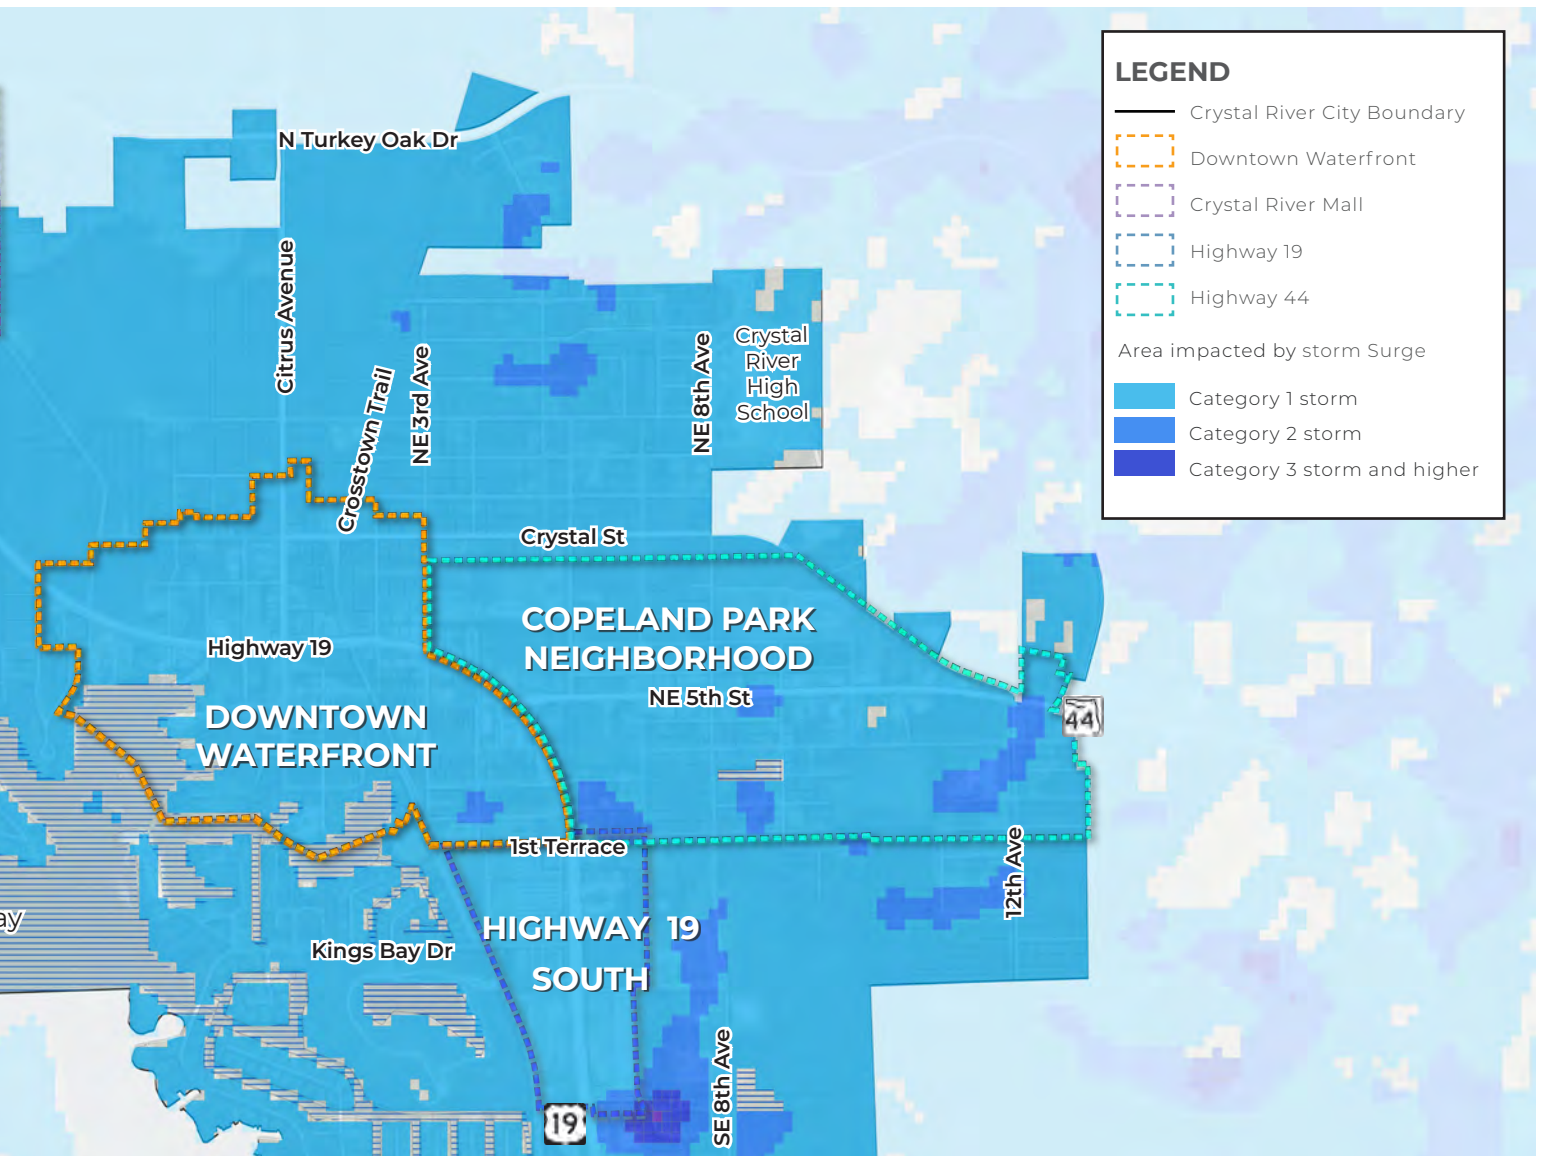 LEGEND
Crystal River City Boundary
Downtown Waterfront
Crystal River Mall
Highway 19
Highway 44
Area impacted by storm Surge
Category 1 storm
Category 2 storm
Category 3 storm and higher
N Turkey Oak Dr
Citrus Avenue
Crosstown Trail
NE 3rd Ave
NE 8th Ave
Crystal
River
High
School
Crystal St
COPELAND PARK
NEIGHBORHOOD
Highway 19
NE 5th St
DOWNTOWN
WATERFRONT
44
1st Terrace
12th Ave
ay
HIGHWAY 19
SOUTH
Kings Bay Dr
SE 8th Ave
19